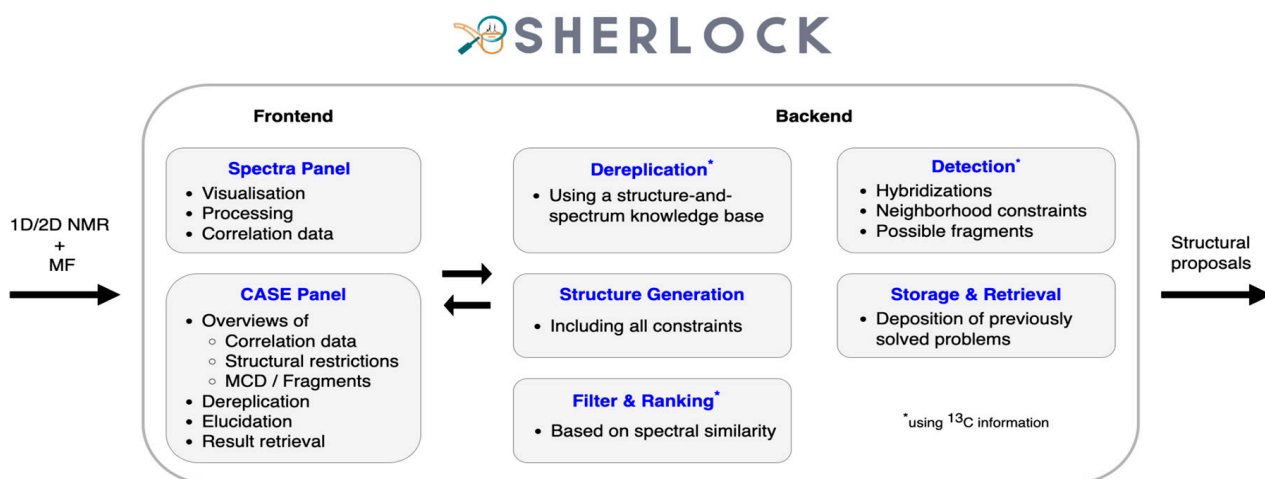 SHERLOCK
1D/2D NMR
+
MF
Frontend
Spectra Panel
• Visualisation
• Processing
• Correlation data
CASE Panel
• Overviews of
○ Correlation data
○ Structural restrictions
○ MCD / Fragments
• Dereplication
• Elucidation
• Result retrieval
Backend
Dereplication*
• Using a structure-and-
spectrum knowledge base
Detection*
• Hybridizations
• Neighborhood constraints
• Possible fragments
Structure Generation
• Including all constraints
Storage & Retrieval
• Deposition of previously
solved problems
Filter & Ranking*
• Based on spectral similarity
*using ¹³C information
Structural
proposals